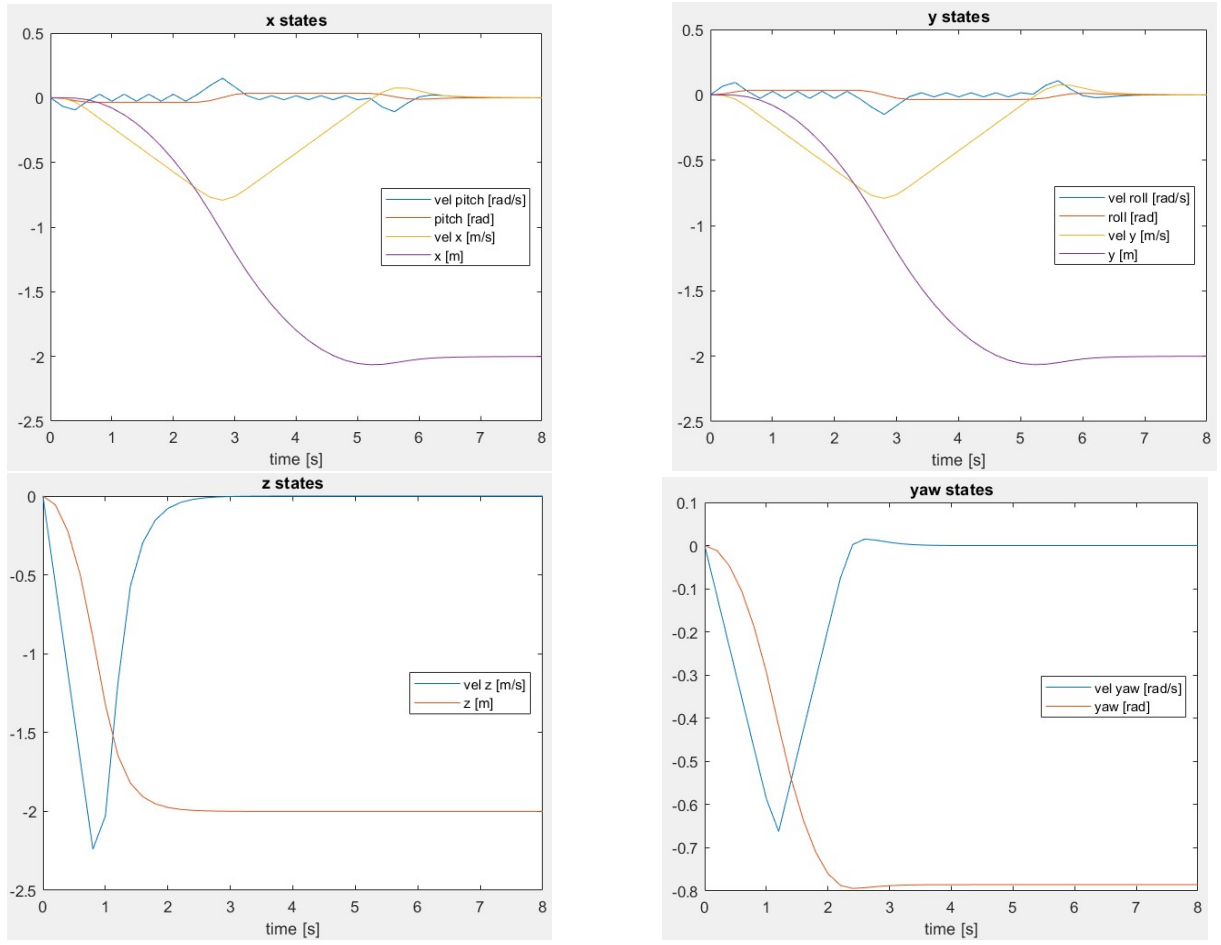 x states
0.5
0
-0.5
-1
-1.5
-2
-2.5
vel pitch [rad/s]
pitch [rad]
vel x [m/s]
x [m]
0 1 2 3 4 5 6 7 8
time [s]
y states
0.5
0
-0.5
-1
-1.5
-2
-2.5
vel roll [rad/s]
roll [rad]
vel y [m/s]
y [m]
0 1 2 3 4 5 6 7 8
time [s]
z states
0
-0.5
-1
-1.5
-2
-2.5
vel z [m/s]
z [m]
0 1 2 3 4 5 6 7 8
time [s]
yaw states
0.1
0
-0.1
-0.2
-0.3
-0.4
-0.5
-0.6
-0.7
-0.8
vel yaw [rad/s]
yaw [rad]
0 1 2 3 4 5 6 7 8
time [s]